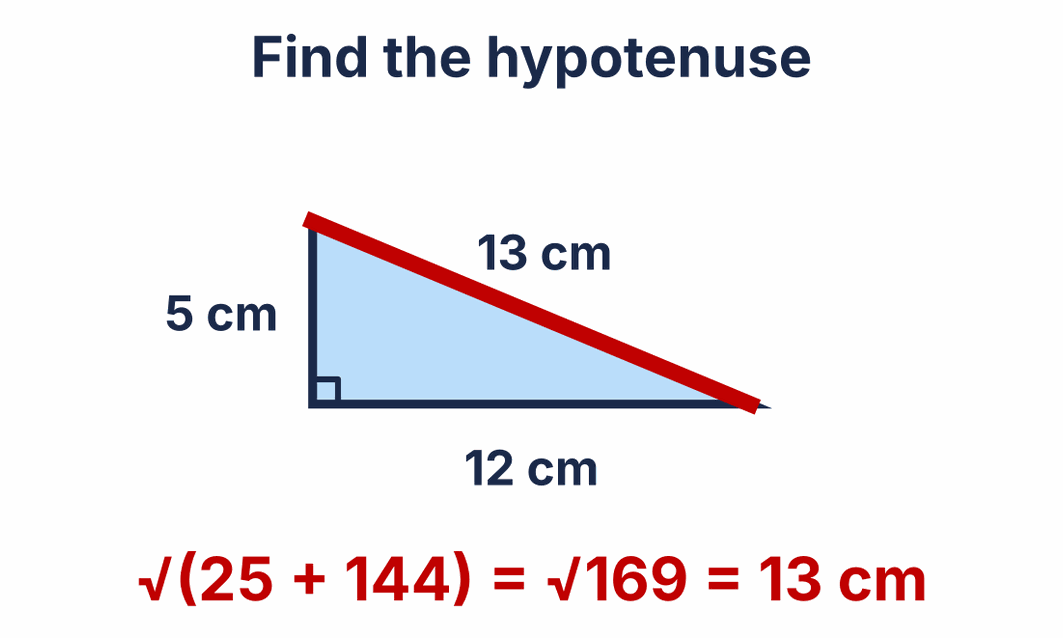 Find the hypotenuse
13 cm
5 cm
12 cm
√(25 + 144) = √169 = 13 cm